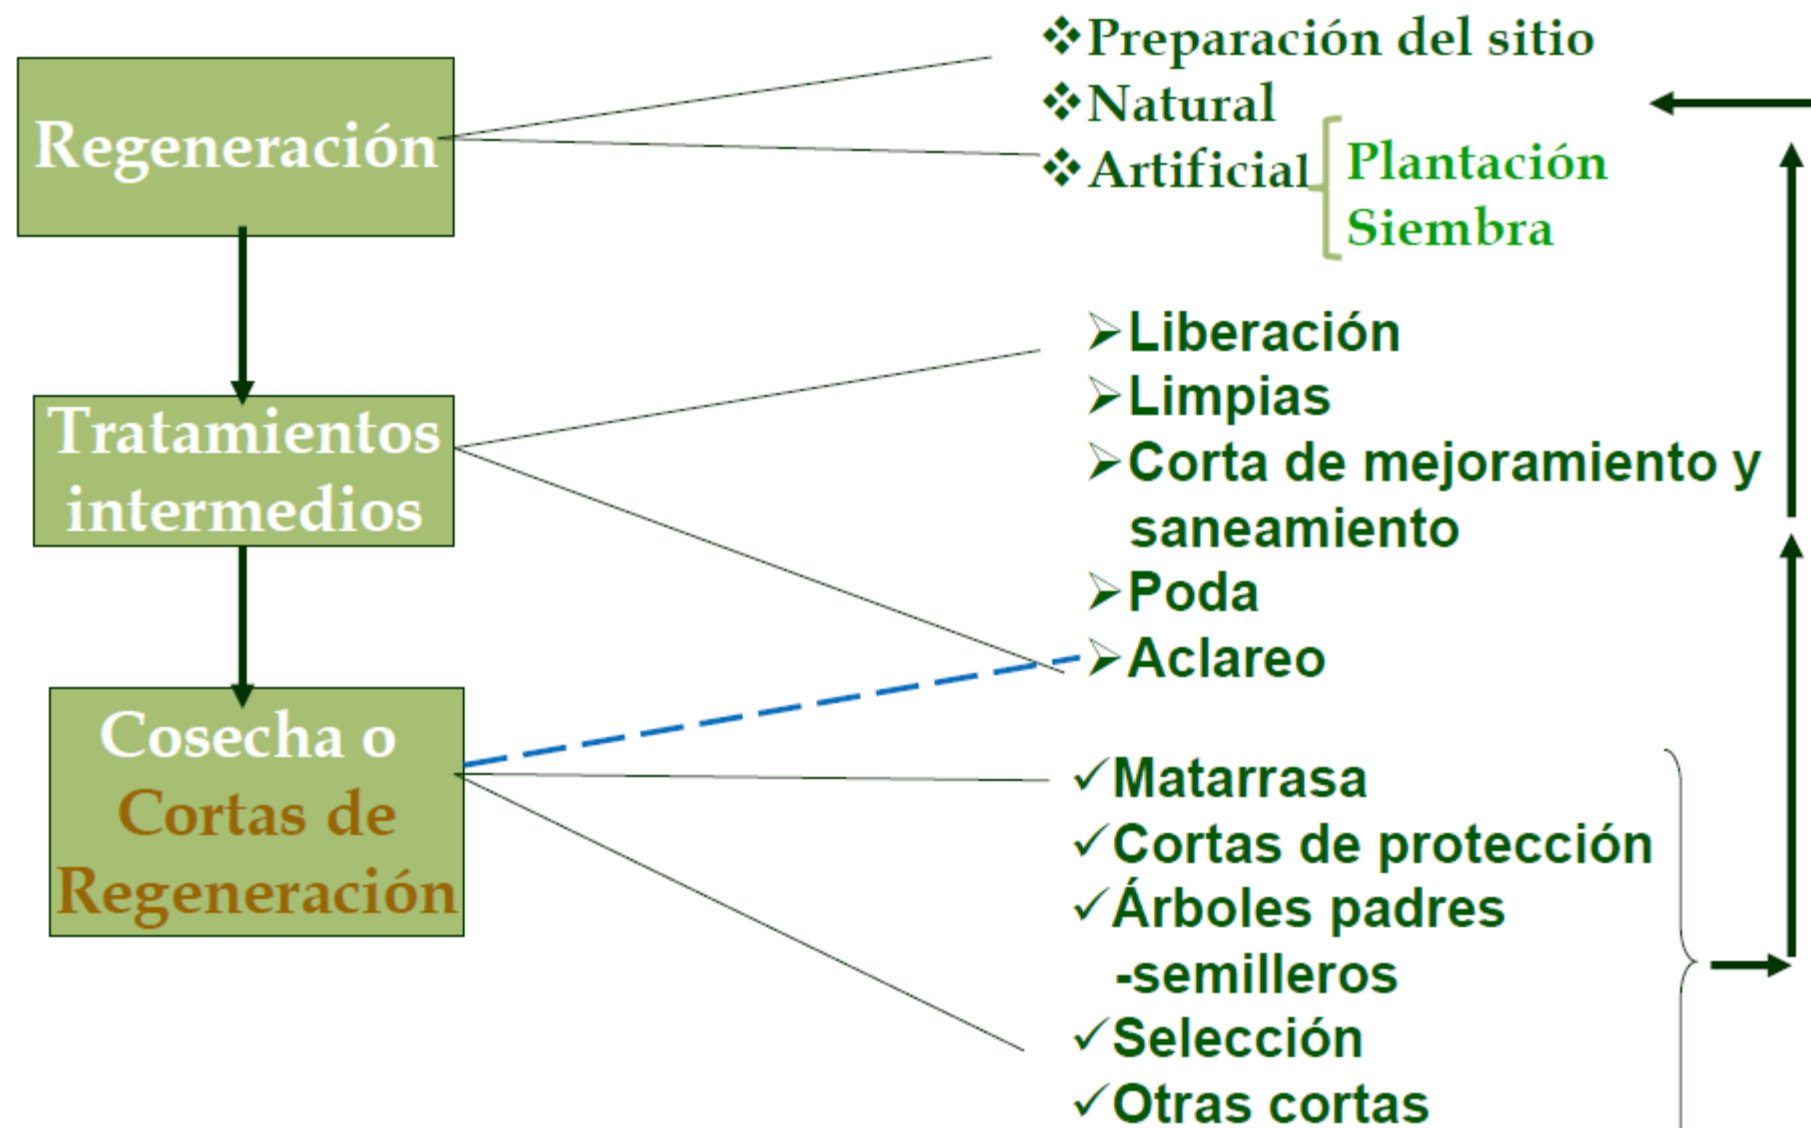 Regeneración
Preparación del sitio
Natural
Artificial
Plantación
Siembra
Tratamientos
intermedios
Liberación
Limpias
Corta de mejoramiento y
saneamiento
Poda
Aclareo
Cosecha o
Cortas de
Regeneración
Matarrasa
Cortas de protección
Árboles padres
-semilleros
Selección
Otras cortas